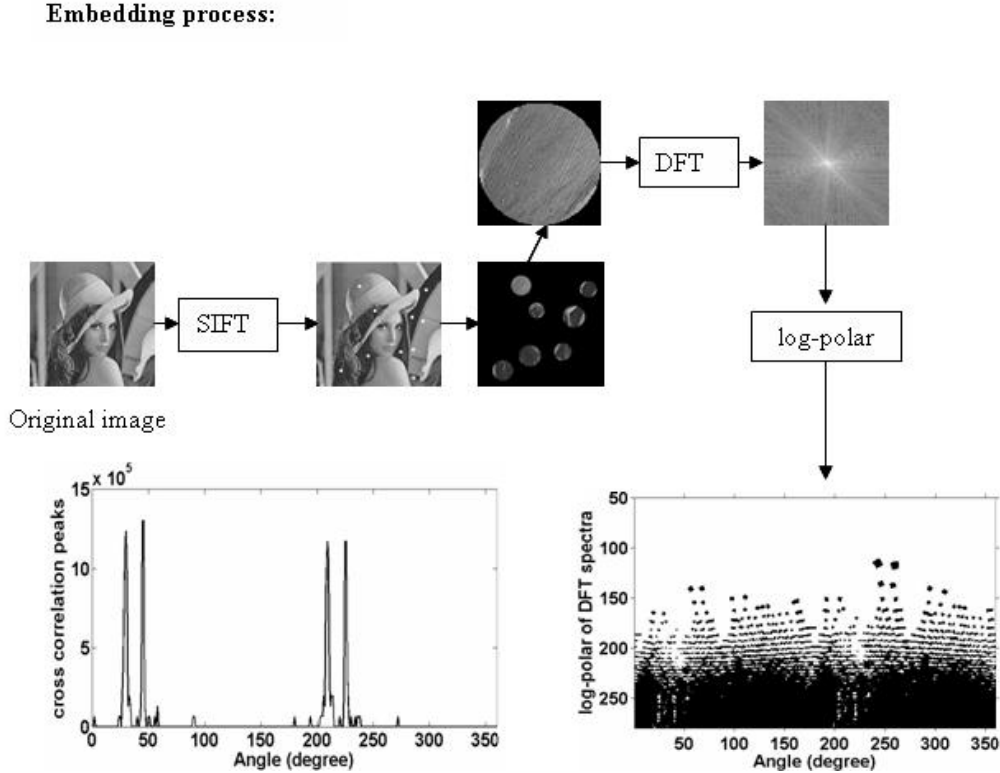 Embedding process:
DFT
SIFT
log-polar
Original image
15 × 10^5
10
5
0
cross correlation peaks
0 50 100 150 200 250 300 350
Angle (degree)
50
100
150
200
250
log-polar of DFT spectra
50 100 150 200 250 300 350
Angle (degree)